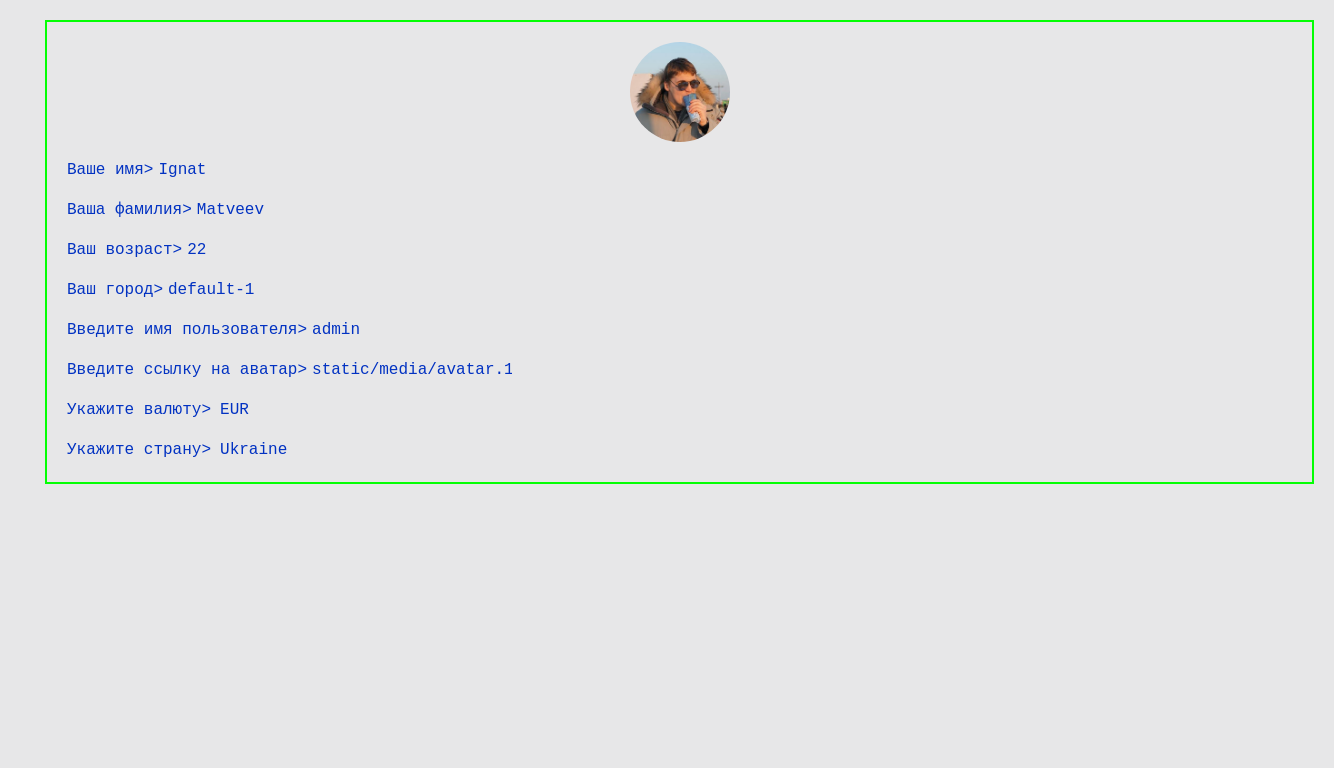 Ваше имя> Ignat
Ваша фамилия> Matveev
Ваш возраст> 22
Ваш город> default-1
Введите имя пользователя> admin
Введите ссылку на аватар> static/media/avatar.1
Укажите валюту> EUR
Укажите страну> Ukraine